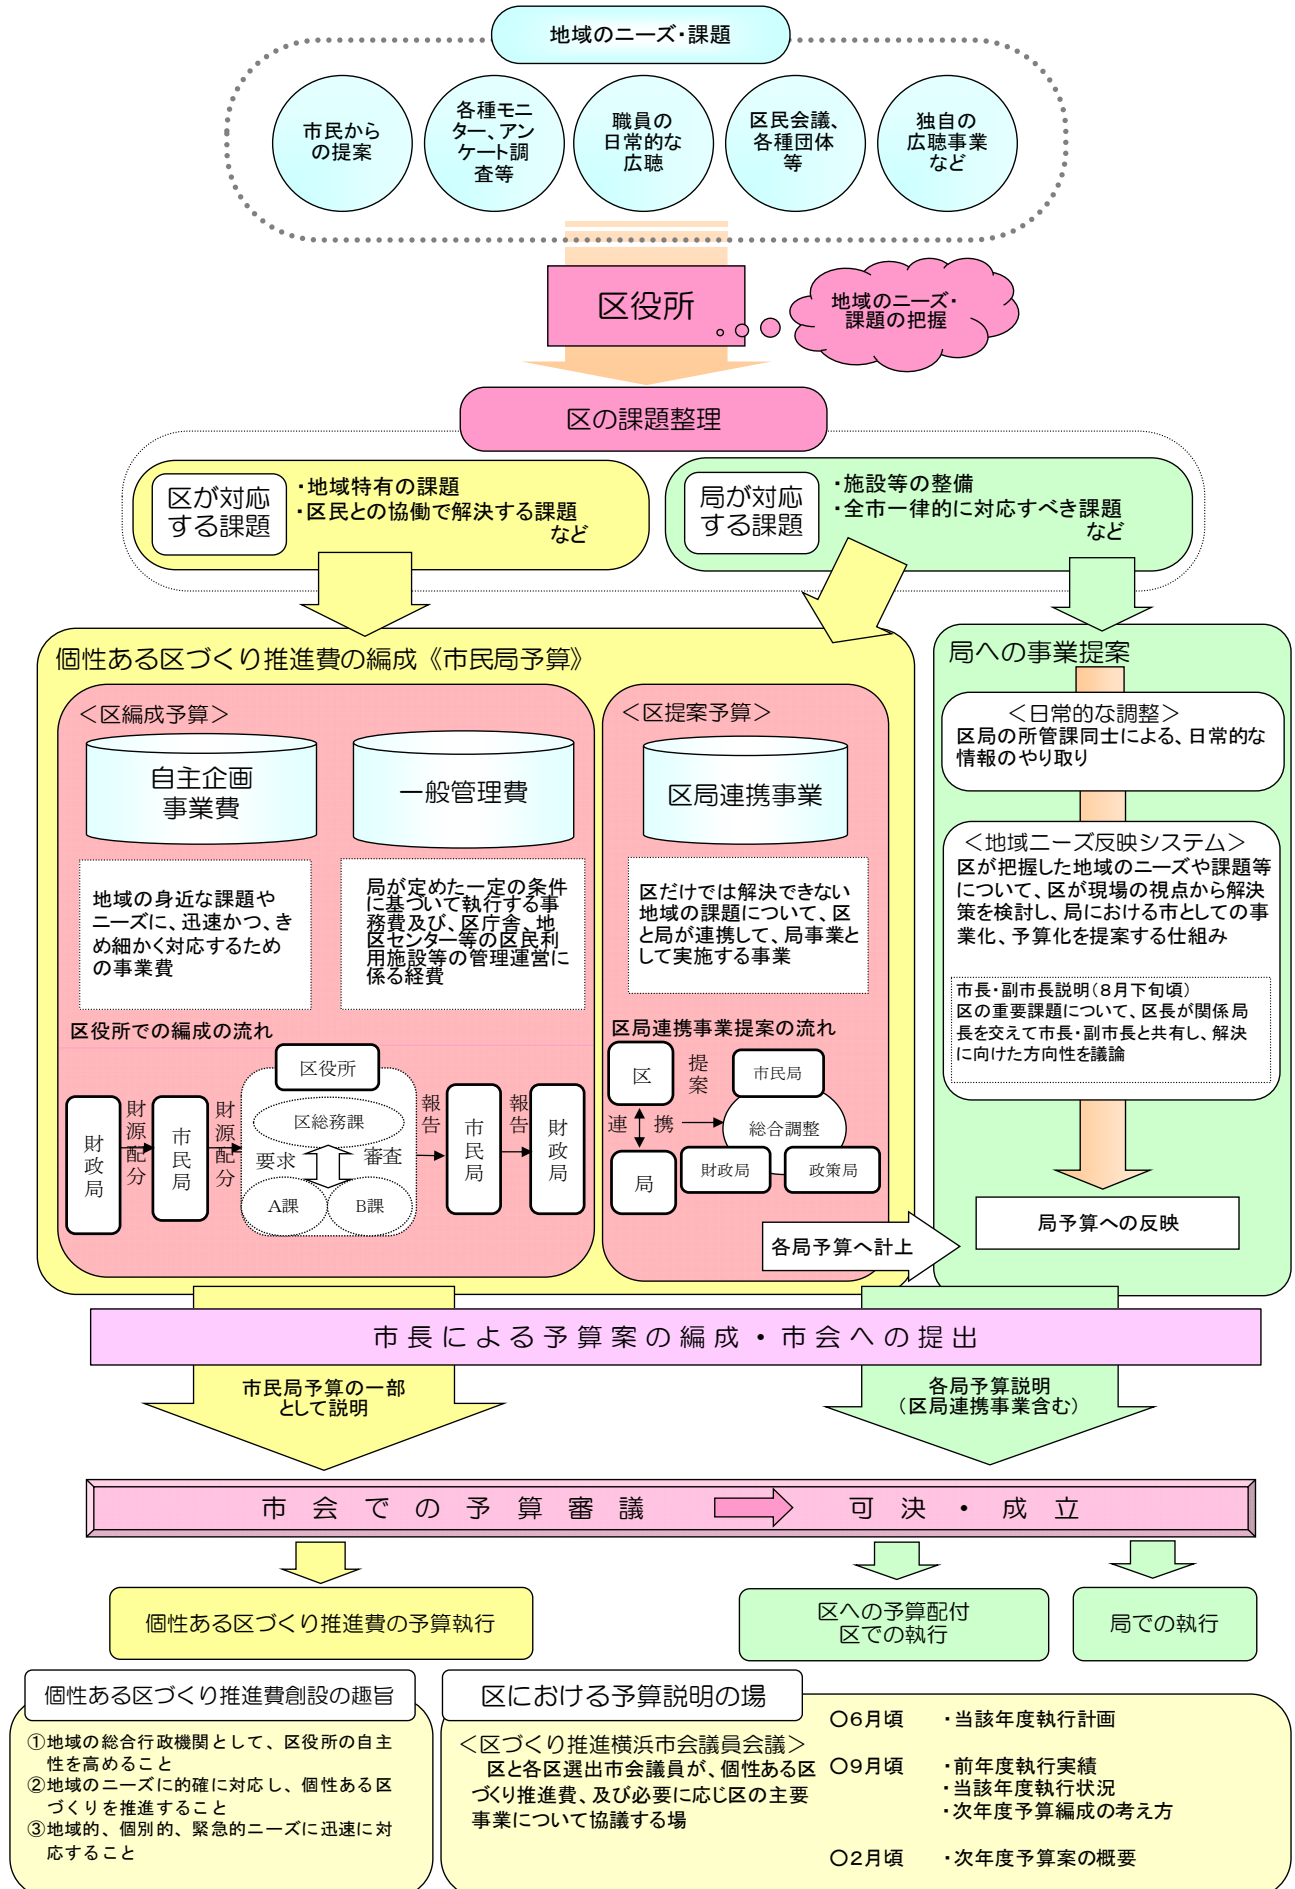 地域のニーズ・課題
市民から
の提案
各種モニ
ター、アン
ケート調
査等
職員の
日常的な
広聴
区民会議、
各種団体
等
独自の
広聴事業
など
区役所
地域のニーズ・
課題の把握
区の課題整理
区が対応
する課題
・地域特有の課題
・区民との協働で解決する課題
など
局が対応
する課題
・施設等の整備
・全市一律的に対応すべき課題
など
個性ある区づくり推進費の編成《市民局予算》
＜区編成予算＞
自主企画
事業費
一般管理費
地域の身近な課題や
ニーズに、迅速かつ、き
め細かく対応するため
の事業費
局が定めた一定の条件
に基づいて執行する事
務費及び、区庁舎、地
区センター等の区民利
用施設等の管理運営に
係る経費
区役所での編成の流れ
財政局
財源配分
市民局
財源配分
区役所
区総務課
要求
審査
A課
B課
報告
市民局
報告
財政局
＜区提案予算＞
区局連携事業
区だけでは解決できない
地域の課題について、区
と局が連携して、局事業と
して実施する事業
区局連携事業提案の流れ
区
連携
局
提案
市民局
総合調整
財政局
政策局
各局予算へ計上
局への事業提案
＜日常的な調整＞
区局の所管課同士による、日常的な
情報のやり取り
＜地域ニーズ反映システム＞
区が把握した地域のニーズや課題等
について、区が現場の視点から解決
策を検討し、局における市としての事
業化、予算化を提案する仕組み
市長・副市長説明（８月下旬頃）
区の重要課題について、区長が関係局
長を交えて市長・副市長と共有し、解決
に向けた方向性を議論
局予算への反映
市長による予算案の編成・市会への提出
市民局予算の一部
として説明
各局予算説明
（区局連携事業含む）
市会での予算審議
可決・成立
個性ある区づくり推進費の予算執行
区への予算配付
区での執行
局での執行
個性ある区づくり推進費創設の趣旨
①地域の総合行政機関として、区役所の自主
性を高めること
②地域のニーズに的確に対応し、個性ある区
づくりを推進すること
③地域的、個別的、緊急的ニーズに迅速に対
応すること
区における予算説明の場
＜区づくり推進横浜市会議員会議＞
区と各区選出市会議員が、個性ある区
づくり推進費、及び必要に応じ区の主要
事業について協議する場
○６月頃　・当該年度執行計画
○９月頃　・前年度執行実績
・当該年度執行状況
・次年度予算編成の考え方
○２月頃　・次年度予算案の概要